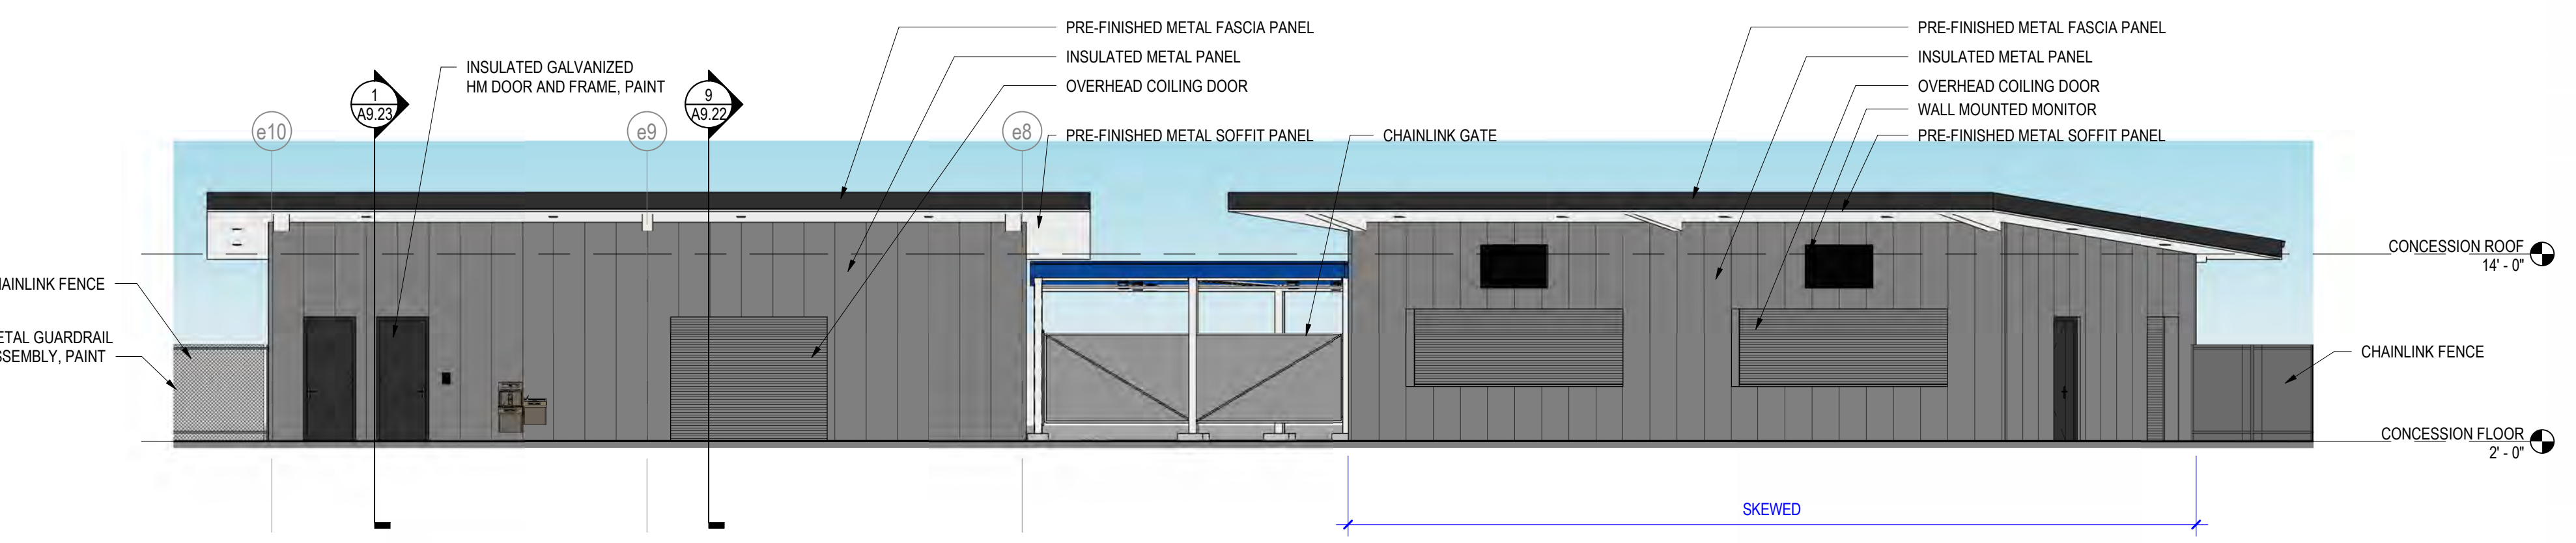 PRE-FINISHED METAL FASCIA PANEL
INSULATED METAL PANEL
OVERHEAD COILING DOOR
PRE-FINISHED METAL SOFFIT PANEL
INSULATED GALVANIZED
HM DOOR AND FRAME, PAINT
1
A9.23
9
A9.22
e10
e9
e8
CHAINLINK GATE
PRE-FINISHED METAL FASCIA PANEL
INSULATED METAL PANEL
OVERHEAD COILING DOOR
WALL MOUNTED MONITOR
PRE-FINISHED METAL SOFFIT PANEL
CONCESSION ROOF
14' - 0"
HAINLINK FENCE
ETAL GUARDRAIL
SSEMBLY, PAINT
CHAINLINK FENCE
CONCESSION FLOOR
2' - 0"
SKEWED